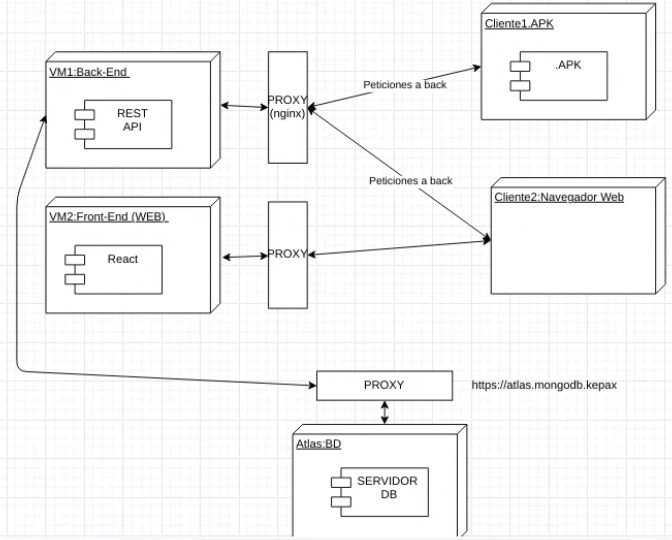 Cliente1.APK
.APK
VM1:Back-End
REST
API
PROXY
(nginx)
Peticiones a back
Peticiones a back
Cliente2:Navegador Web
VM2:Front-End (WEB)
React
PROXY
PROXY
https://atlas.mongodb.kepax
Atlas:BD
SERVIDOR
DB